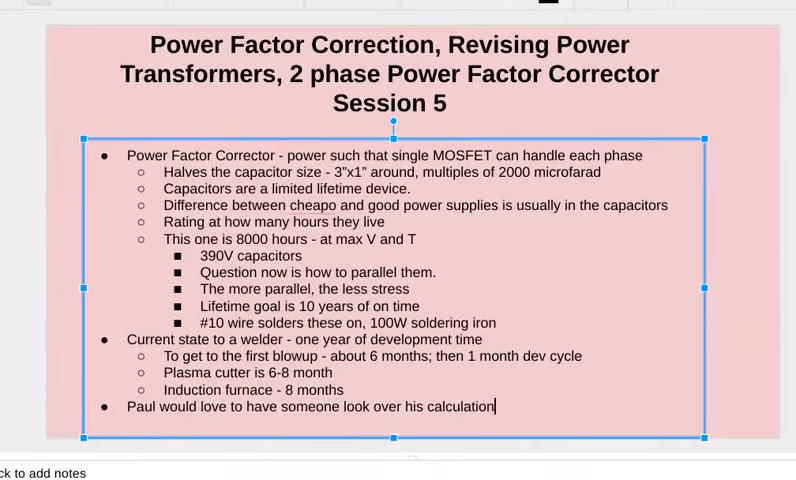 Power Factor Correction, Revising Power
Transformers, 2 phase Power Factor Corrector
Session 5
● Power Factor Corrector - power such that single MOSFET can handle each phase
○ Halves the capacitor size - 3”x1” around, multiples of 2000 microfarad
○ Capacitors are a limited lifetime device.
○ Difference between cheapo and good power supplies is usually in the capacitors
○ Rating at how many hours they live
○ This one is 8000 hours - at max V and T
■ 390V capacitors
■ Question now is how to parallel them.
■ The more parallel, the less stress
■ Lifetime goal is 10 years of on time
■ #10 wire solders these on, 100W soldering iron
● Current state to a welder - one year of development time
○ To get to the first blowup - about 6 months; then 1 month dev cycle
○ Plasma cutter is 6-8 month
○ Induction furnace - 8 months
● Paul would love to have someone look over his calculation
ck to add notes